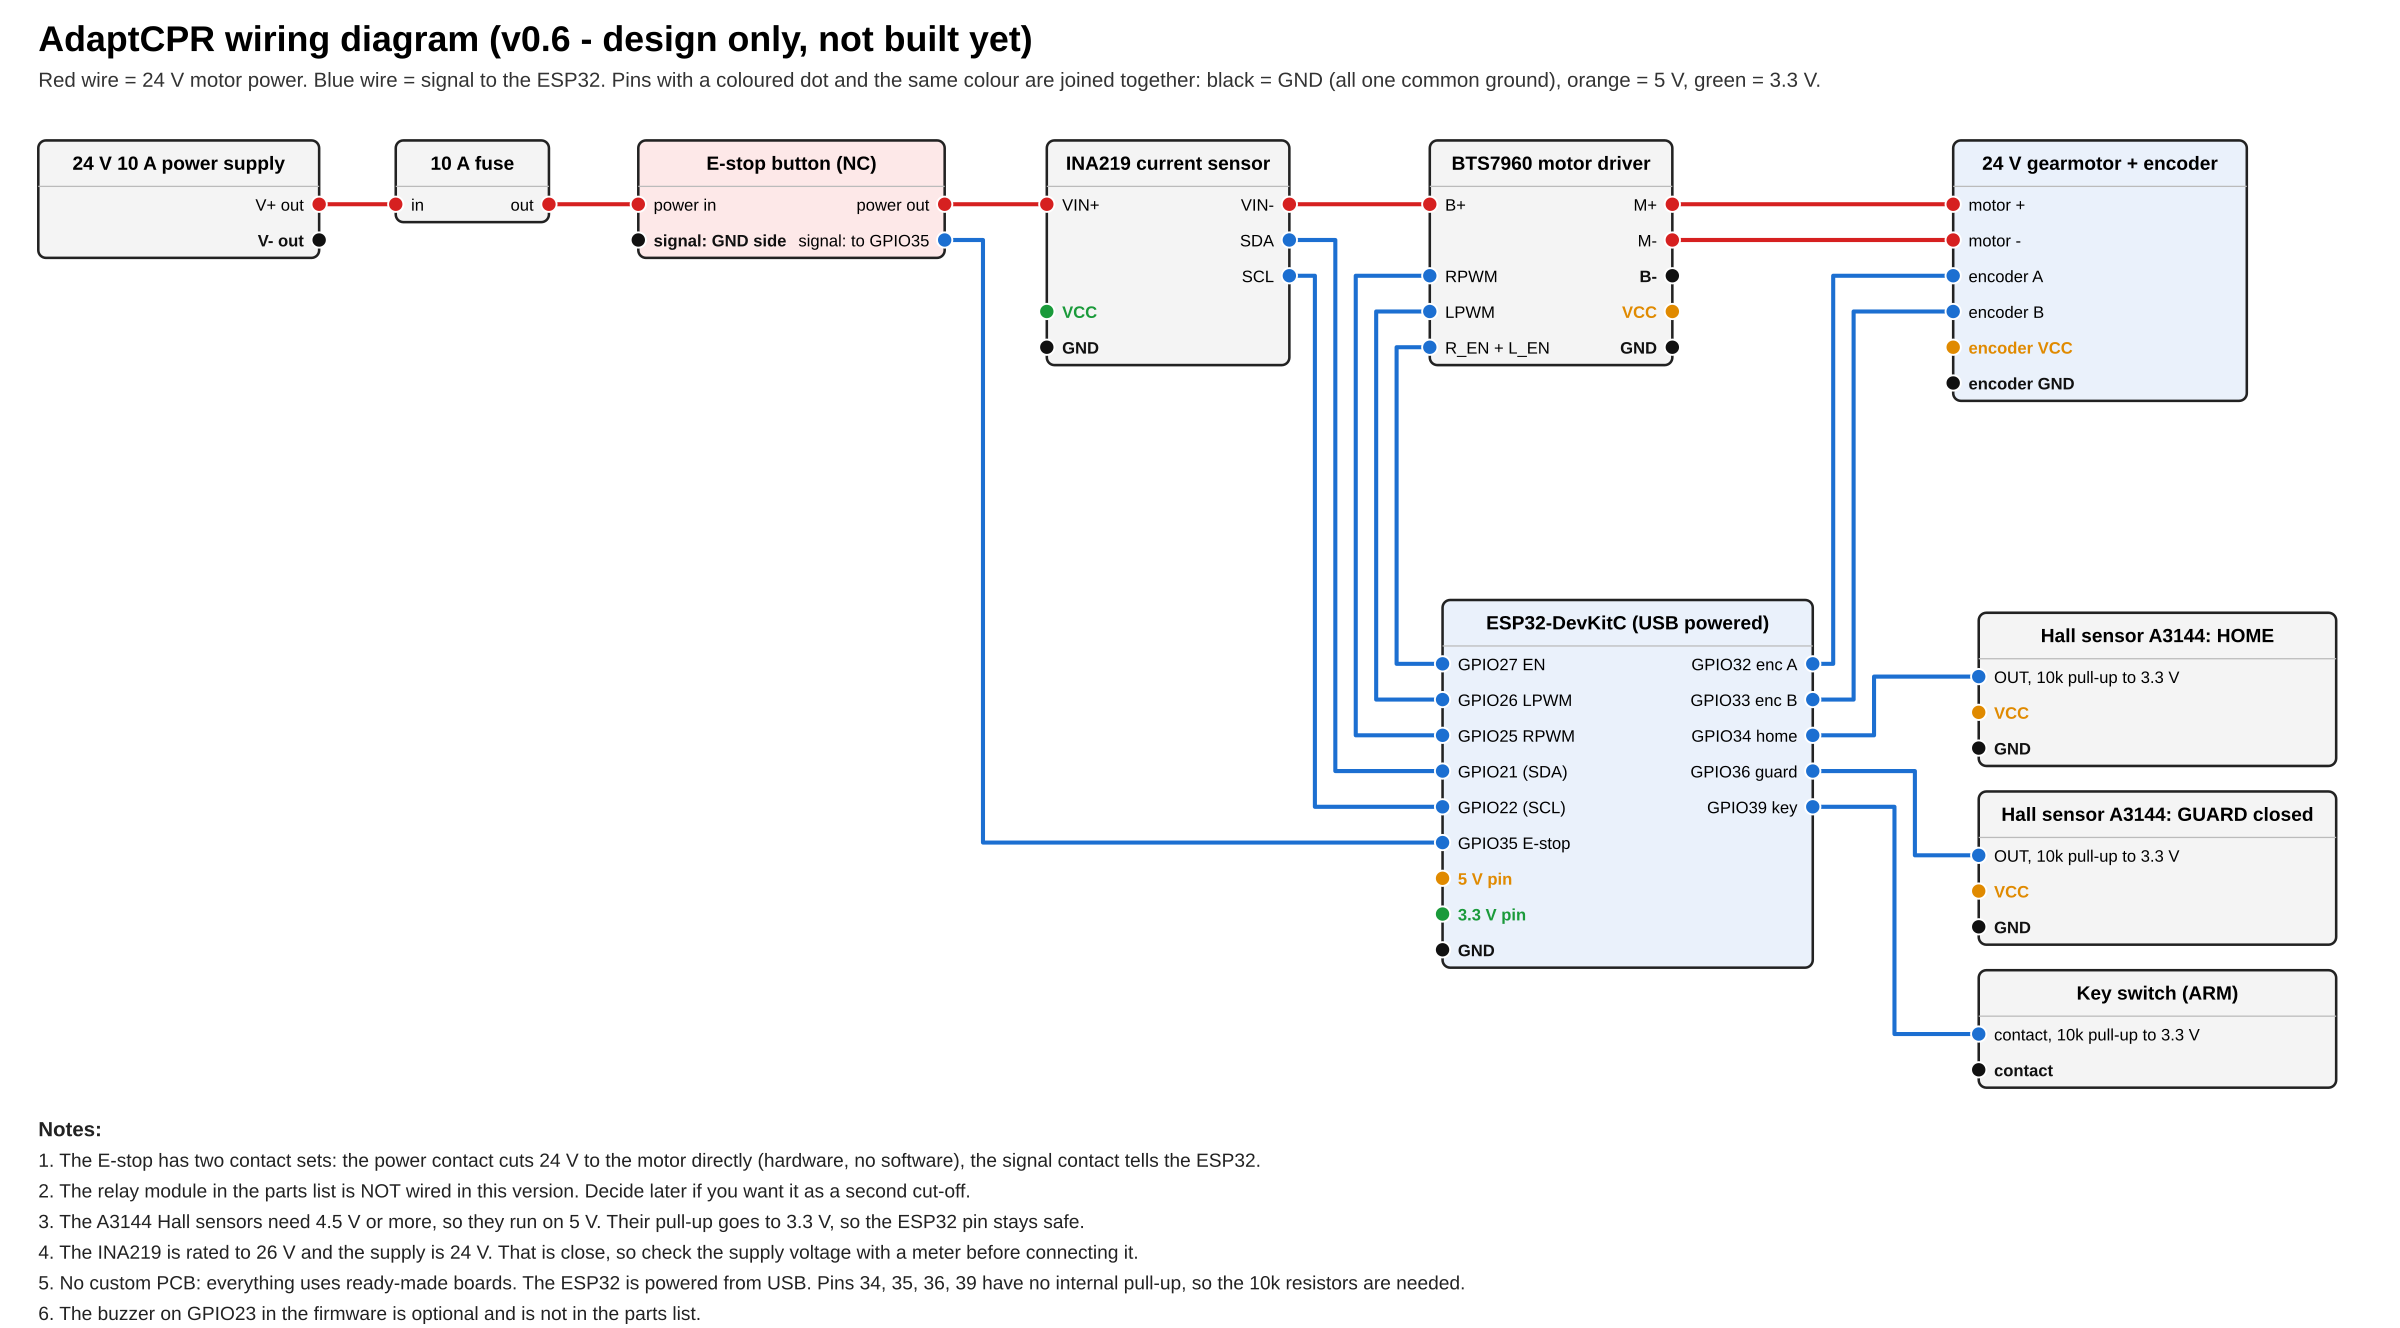 AdaptCPR wiring diagram (v0.6 - design only, not built yet)
Red wire = 24 V motor power. Blue wire = signal to the ESP32. Pins with a coloured dot and the same colour are joined together: black = GND (all one common ground), orange = 5 V, green = 3.3 V.
24 V 10 A power supply
V+ out
V- out
10 A fuse
in out
E-stop button (NC)
power in power out
signal: GND side signal: to GPIO35
INA219 current sensor
VIN+ VIN-
SDA
SCL
VCC
GND
BTS7960 motor driver
B+ M+
M-
RPWM B-
LPWM VCC
R_EN + L_EN GND
24 V gearmotor + encoder
motor +
motor -
encoder A
encoder B
encoder VCC
encoder GND
ESP32-DevKitC (USB powered)
GPIO27 EN GPIO32 enc A
GPIO26 LPWM GPIO33 enc B
GPIO25 RPWM GPIO34 home
GPIO21 (SDA) GPIO36 guard
GPIO22 (SCL) GPIO39 key
GPIO35 E-stop
5 V pin
3.3 V pin
GND
Hall sensor A3144: HOME
OUT, 10k pull-up to 3.3 V
VCC
GND
Hall sensor A3144: GUARD closed
OUT, 10k pull-up to 3.3 V
VCC
GND
Key switch (ARM)
contact, 10k pull-up to 3.3 V
contact
Notes:
1. The E-stop has two contact sets: the power contact cuts 24 V to the motor directly (hardware, no software), the signal contact tells the ESP32.
2. The relay module in the parts list is NOT wired in this version. Decide later if you want it as a second cut-off.
3. The A3144 Hall sensors need 4.5 V or more, so they run on 5 V. Their pull-up goes to 3.3 V, so the ESP32 pin stays safe.
4. The INA219 is rated to 26 V and the supply is 24 V. That is close, so check the supply voltage with a meter before connecting it.
5. No custom PCB: everything uses ready-made boards. The ESP32 is powered from USB. Pins 34, 35, 36, 39 have no internal pull-up, so the 10k resistors are needed.
6. The buzzer on GPIO23 in the firmware is optional and is not in the parts list.